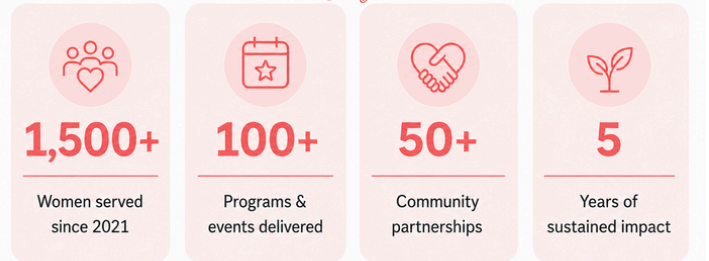 1,500+
Women served
since 2021
100+
Programs &
events delivered
50+
Community
partnerships
5
Years of
sustained impact